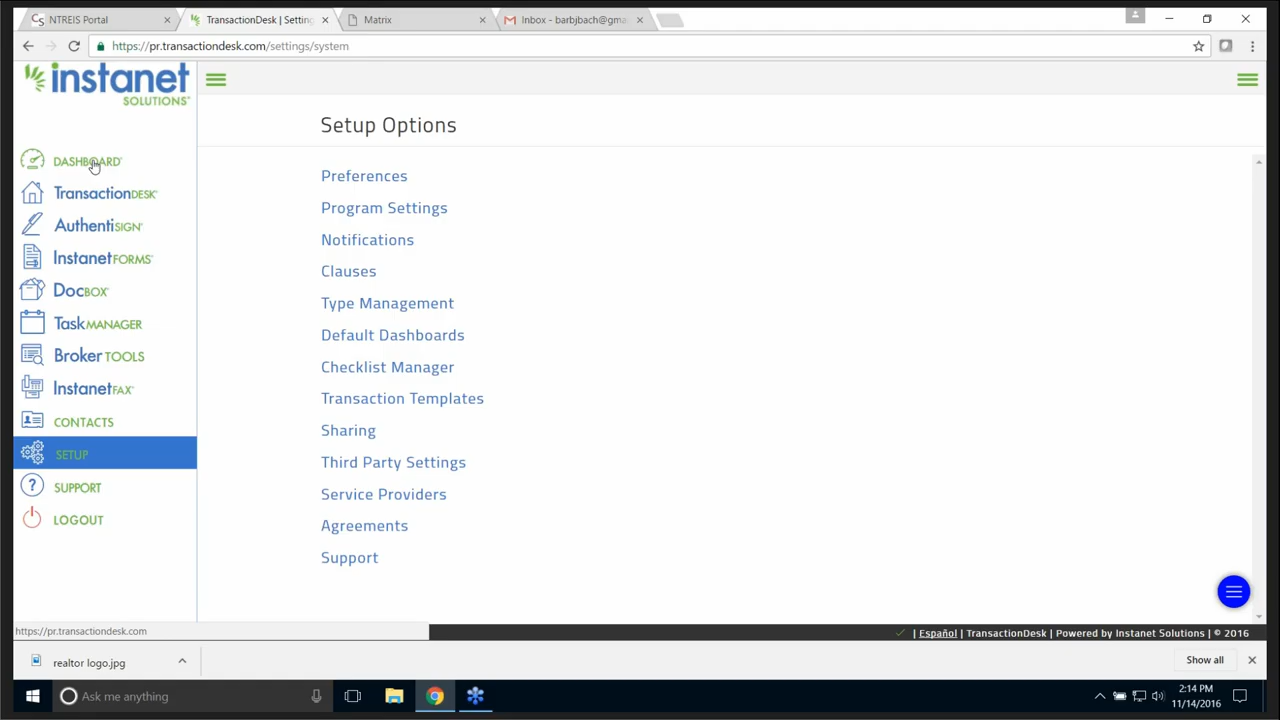 NTREIS Portal
TransactionDesk | Setting
Matrix
Inbox - barbjbach@gma
https://pr.transactiondesk.com/settings/system
instanet
SOLUTIONS
Setup Options
DASHBOARD
TransactionDESK
AuthentiSIGN
InstanetFORMS
DocBOX
TaskMANAGER
Broker TOOLS
InstanetFAX
CONTACTS
SETUP
SUPPORT
LOGOUT
Preferences
Program Settings
Notifications
Clauses
Type Management
Default Dashboards
Checklist Manager
Transaction Templates
Sharing
Third Party Settings
Service Providers
Agreements
Support
https://pr.transactiondesk.com
| Español | TransactionDesk | Powered by Instanet Solutions | © 2016
realtor logo.jpg
Show all
Ask me anything
2:14 PM
11/14/2016